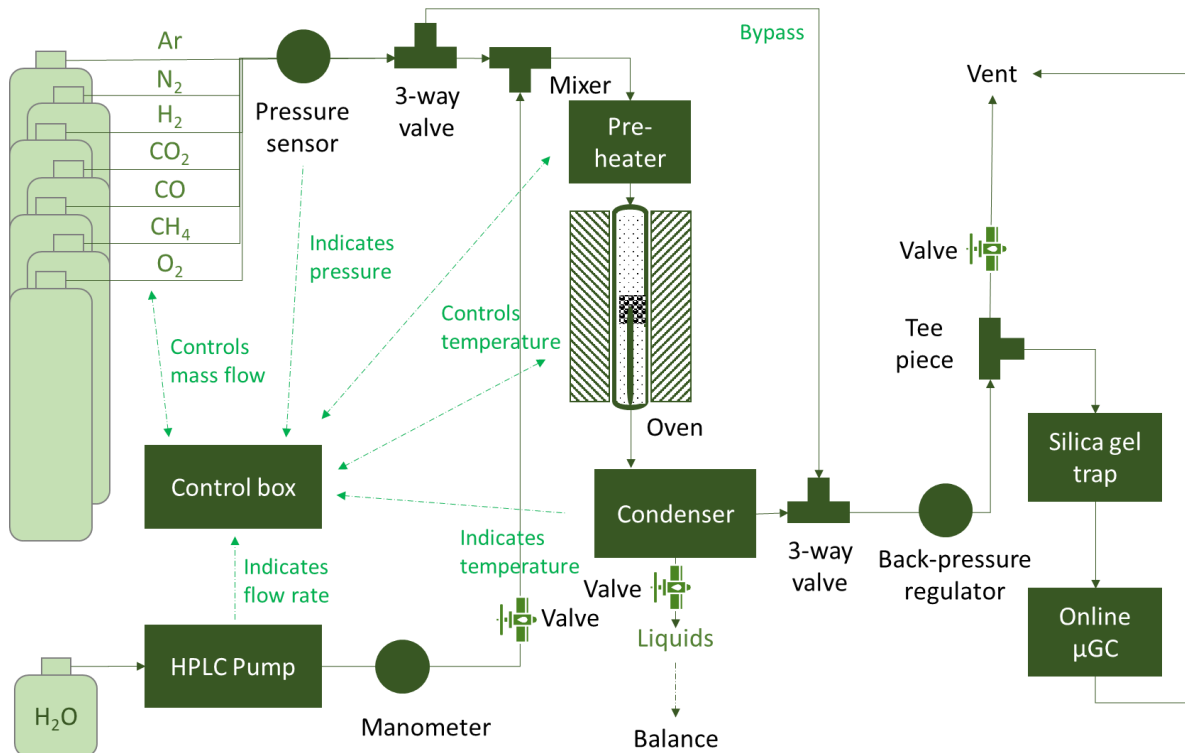 Ar
N₂
H₂
CO₂
CO
CH₄
O₂
Pressure
sensor
3-way
valve
Mixer
Bypass
Pre-
heater
Vent
Valve
Tee
piece
Indicates
pressure
Controls
temperature
Controls
mass flow
Oven
Silica gel
trap
Control box
Condenser
3-way
valve
Back-pressure
regulator
Indicates
temperature
Indicates
flow rate
Valve
Valve
Liquids
Online
µGC
HPLC Pump
H₂O
Manometer
Balance